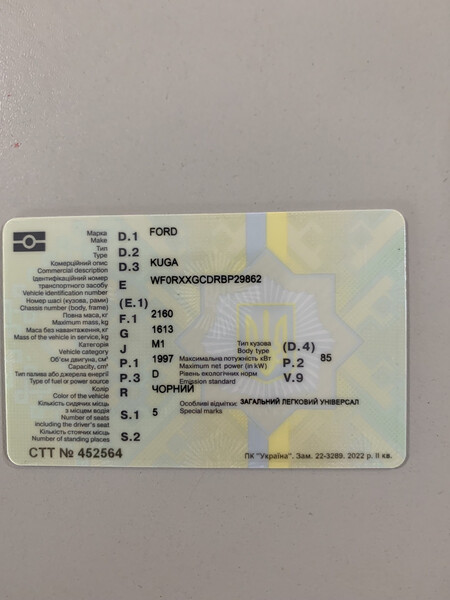 Марка
Make D.1 FORD
Тип
Type D.2
Комерційний опис
Commercial description D.3 KUGA
Ідентифікаційний номер
транспортного засобу E WF0RXXGCDRBP29862
Vehicle identification number
Номер шасі (кузова, рами) (E.1)
Chassis number (body, frame)
Повна маса, кг F.1 2160
Maximum mass, kg
Маса без навантаження, кг G 1613
Mass of the vehicle in service, kg
Категорія J M1 Тип кузова (D.4)
Vehicle category Body type
Об'єм двигуна, см³ P.1 1997 Максимальна потужність кВт P.2 85
Capacity, cm³ Maximum net power (in kW)
Тип палива або джерела енергії P.3 D Рівень екологічних норм V.9
Type of fuel or power source Emission standard
Колір R ЧОРНИЙ
Color of the vehicle
Кількість сидячих місць Особливі відмітки: ЗАГАЛЬНИЙ ЛЕГКОВИЙ УНІВЕРСАЛ
з місцем водія S.1 5 Special marks
Number of seats
including the driver's seat
Кількість стоячих місць S.2
Number of standing places
СТТ № 452564 ПК "Україна". Зам. 22-3289. 2022 р. II кв.